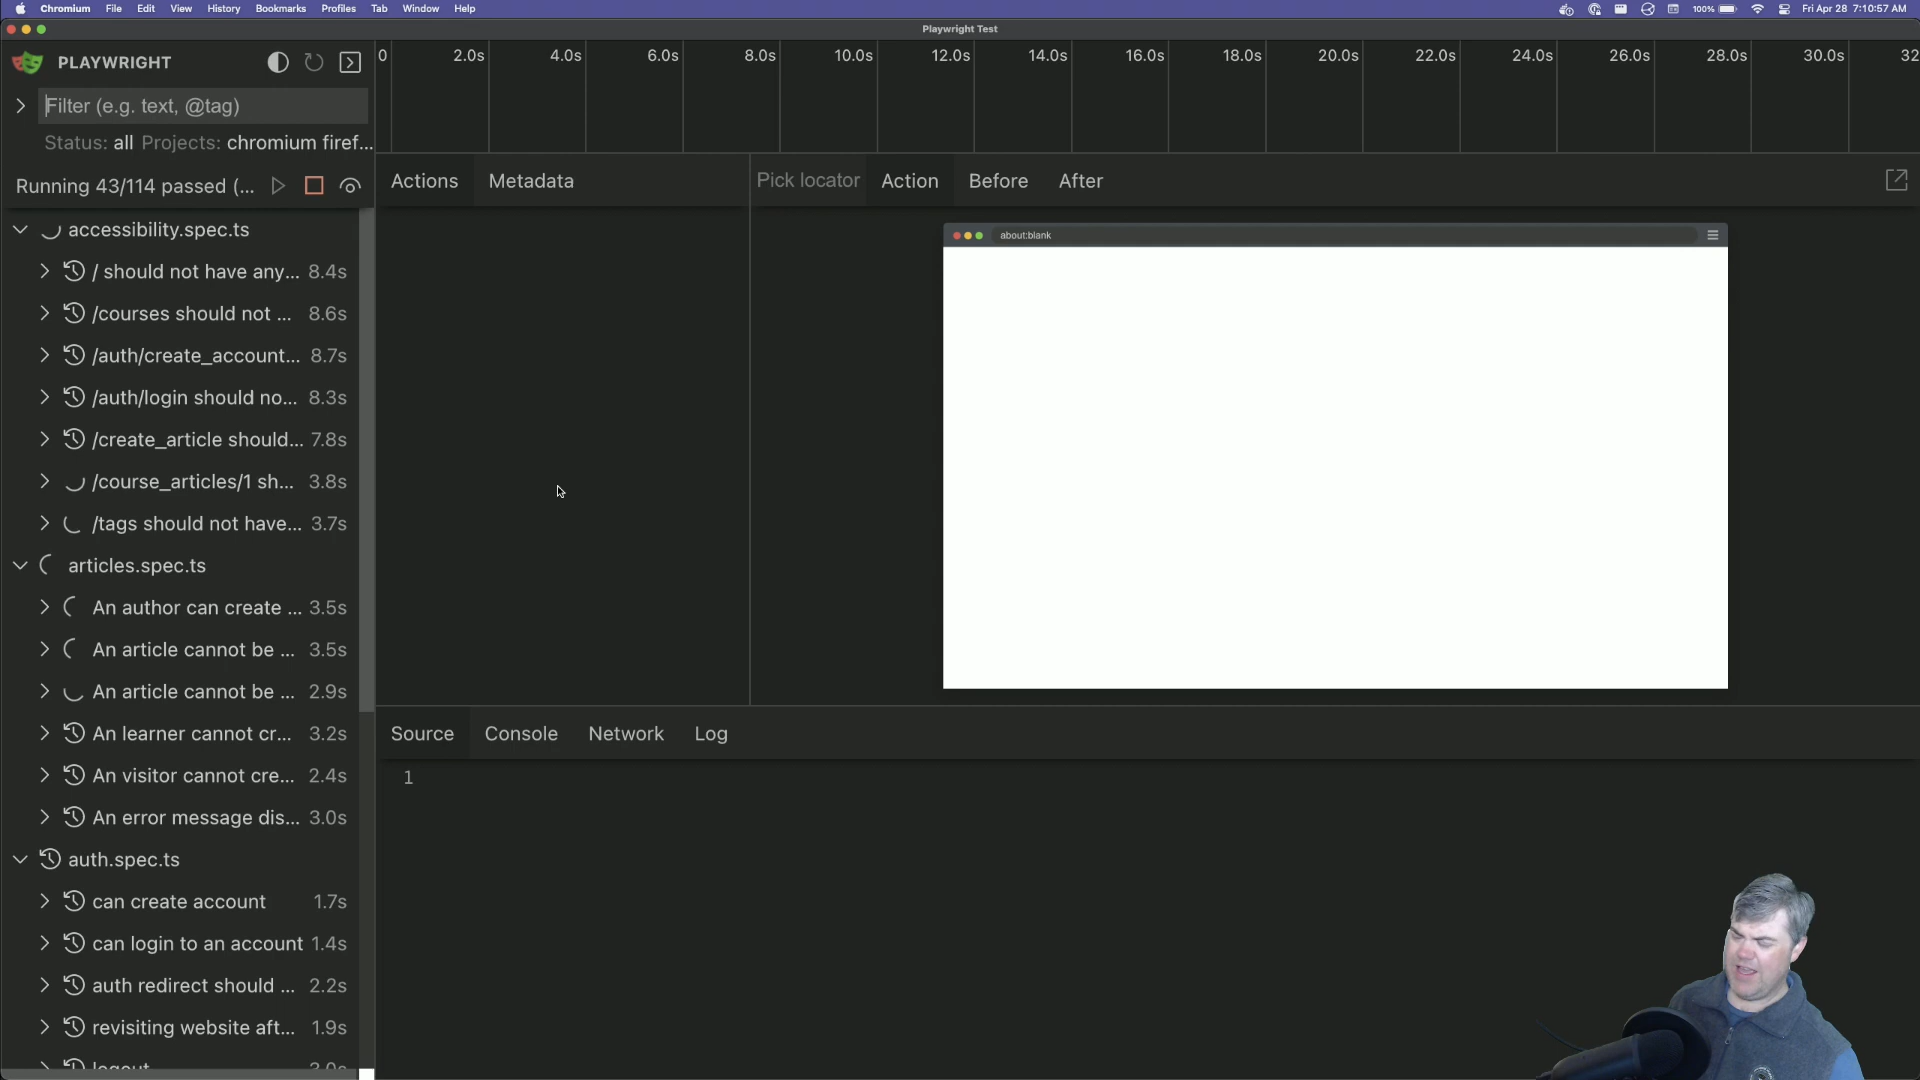 Chromium File Edit View History Bookmarks Profiles Tab Window Help
100% Fri Apr 28 7:10:57 AM
Playwright Test
PLAYWRIGHT
0 2.0s 4.0s 6.0s 8.0s 10.0s 12.0s 14.0s 16.0s 18.0s 20.0s 22.0s 24.0s 26.0s 28.0s 30.0s 32
Filter (e.g. text, @tag)
Status: all Projects: chromium firef...
Running 43/114 passed (...
Actions Metadata
Pick locator Action Before After
about:blank
accessibility.spec.ts
/ should not have any... 8.4s
/courses should not ... 8.6s
/auth/create_account... 8.7s
/auth/login should no... 8.3s
/create_article should... 7.8s
/course_articles/1 sh... 3.8s
/tags should not have... 3.7s
articles.spec.ts
An author can create ... 3.5s
An article cannot be ... 3.5s
An article cannot be ... 2.9s
An learner cannot cr... 3.2s
An visitor cannot cre... 2.4s
An error message dis... 3.0s
auth.spec.ts
can create account 1.7s
can login to an account 1.4s
auth redirect should ... 2.2s
revisiting website aft... 1.9s
logout 3.0s
Source Console Network Log
1